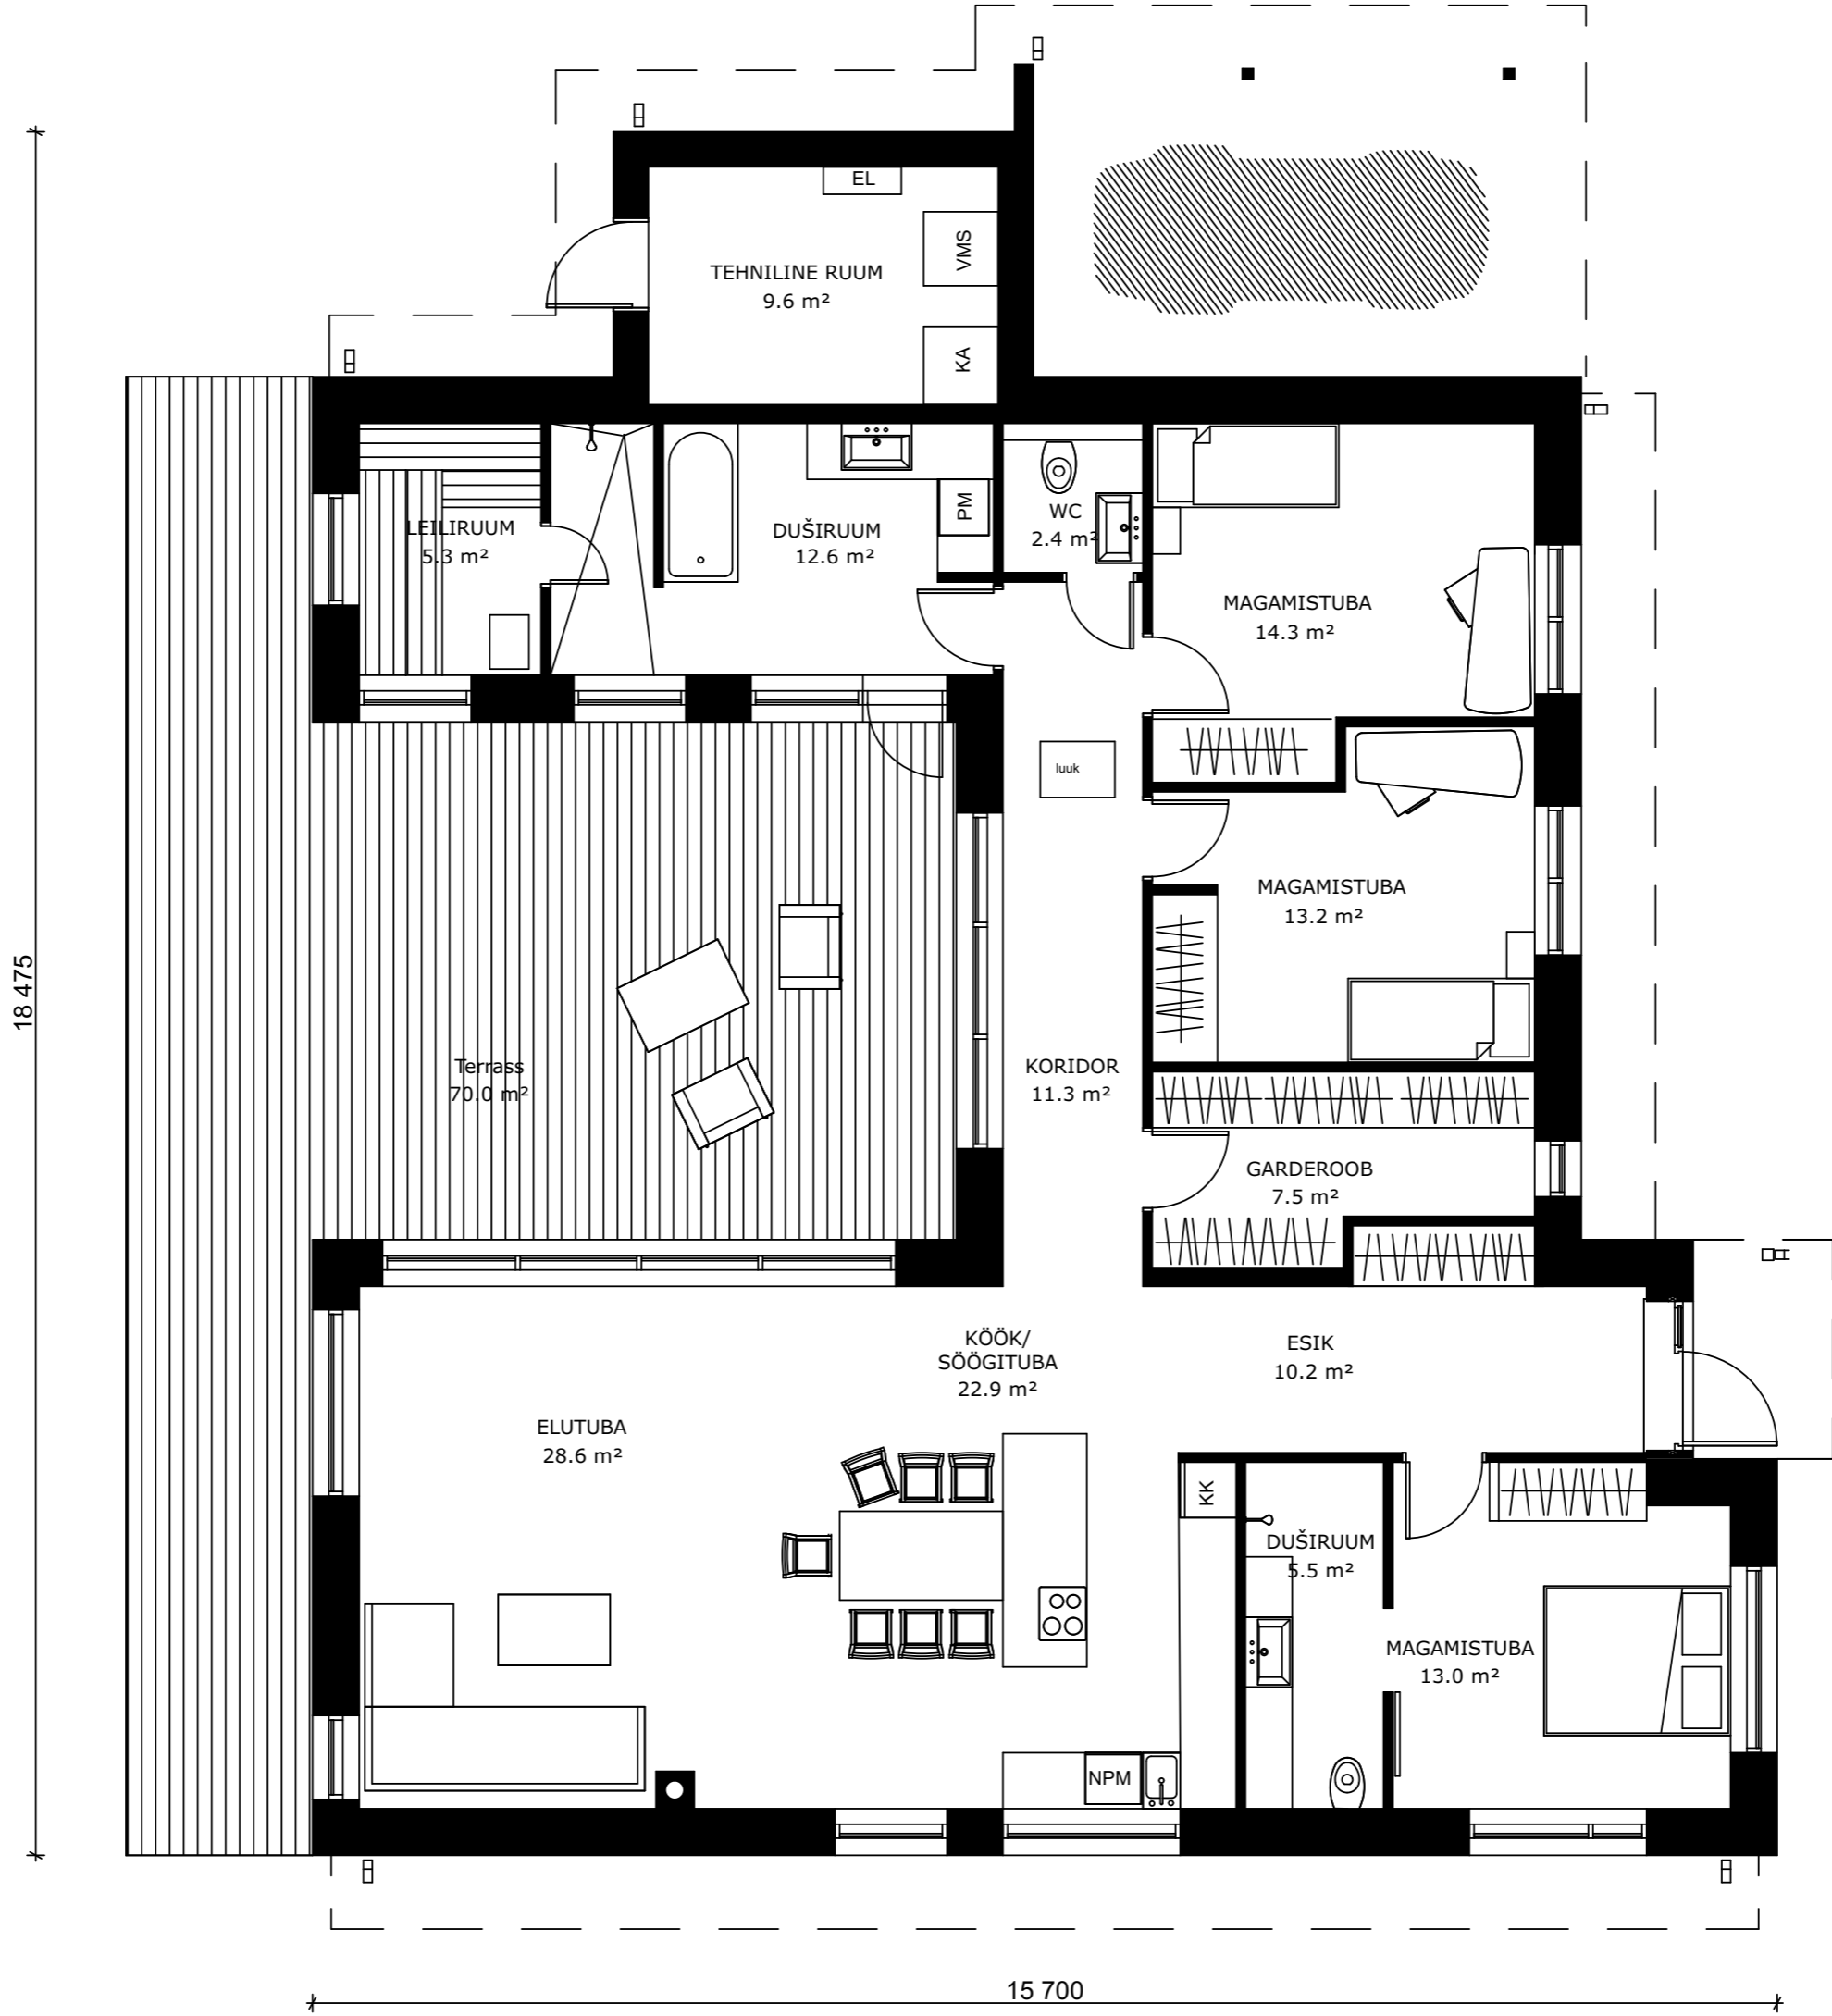 EL
VMS
TEHNILINE RUUM
9.6 m²
KA
LEILIRUUM
5.3 m²
DUŠIRUUM
12.6 m²
PM
WC
2.4 m²
MAGAMISTUBA
14.3 m²
luuk
MAGAMISTUBA
13.2 m²
18 475
Terrass
70.0 m²
KORIDOR
11.3 m²
GARDEROOB
7.5 m²
KÖÖK/
SÖÖGITUBA
22.9 m²
ESIK
10.2 m²
ELUTUBA
28.6 m²
KK
DUŠIRUUM
5.5 m²
MAGAMISTUBA
13.0 m²
NPM
15 700